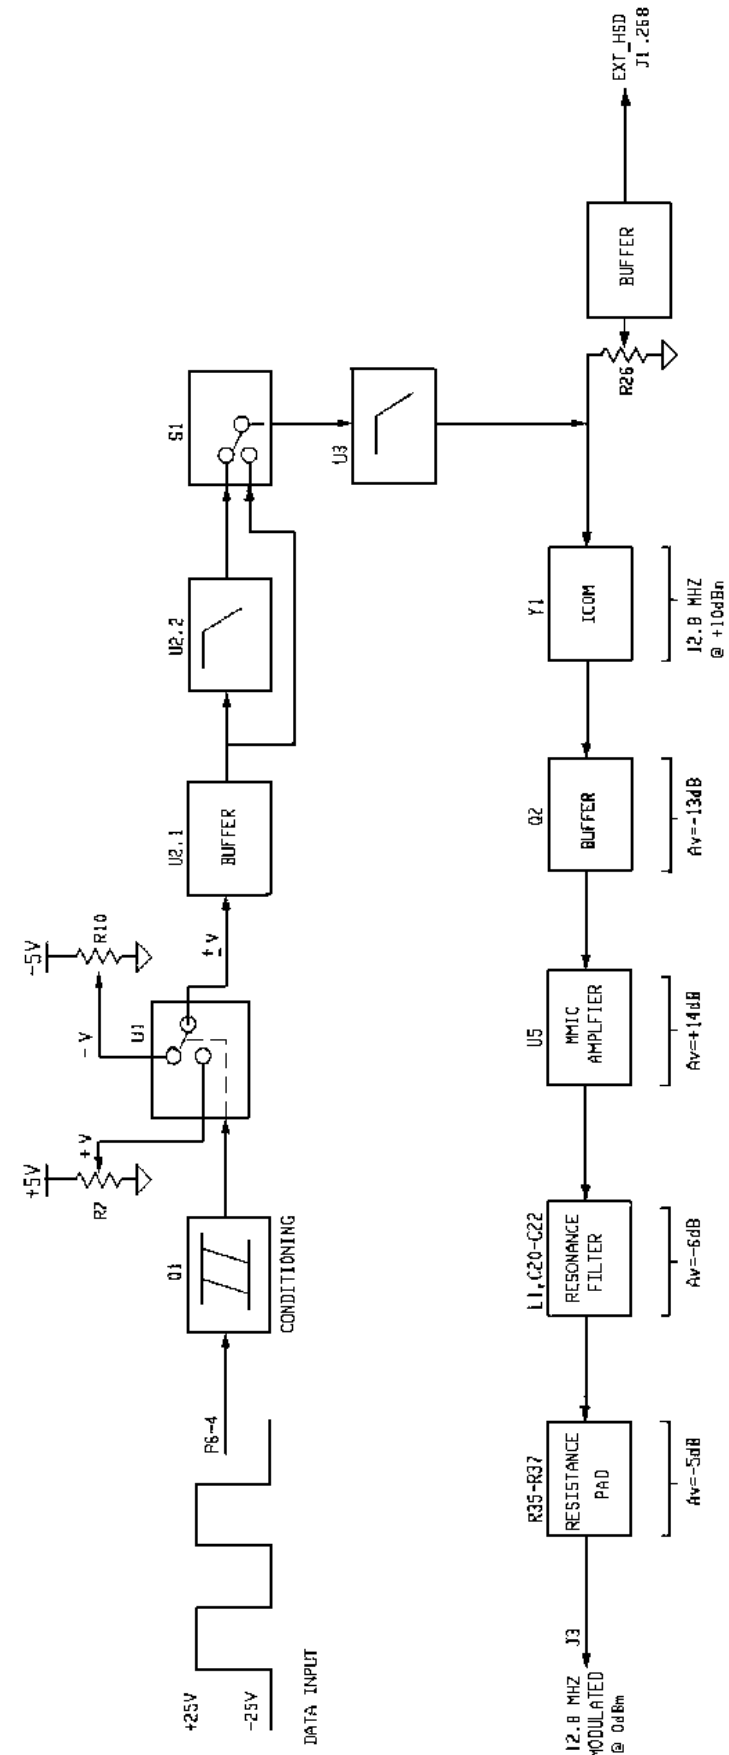 +25V
-25V
DATA INPUT
P6-4
Q1
CONDITIONING
+5V
R7
+V
-5V
R10
-V
U1
±V
U2.1
BUFFER
U2.2
S1
U3
R26
BUFFER
EXT_HSD
J1.26B
Y1
ICOM
12.8 MHZ
@ +10dBm
Q2
BUFFER
Av=-13dB
U5
MMIC
AMPLFIER
Av=+14dB
L1,C20-C22
RESONANCE
FILTER
Av=-6dB
R35-R37
RESISTANCE
PAD
Av=-5dB
J3
12.8 MHZ
MODULATED
@ 0dBm